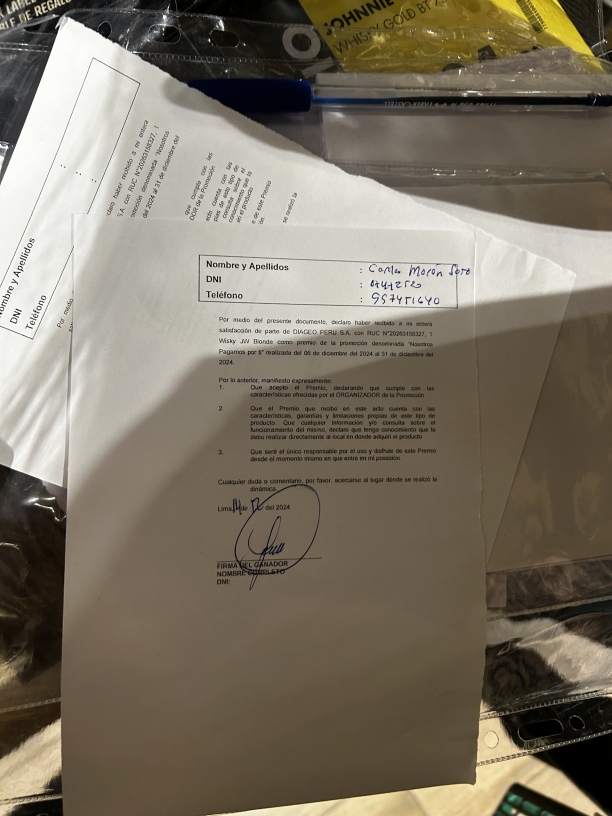 JOHNNIE
WHISKY GOLD
Nombre y Apellidos
DNI
Teléfono
Por medio
Nombre y Apellidos : Carlos Morón Soto
DNI :
Teléfono : 957451640
Por medio del presente documento, declaro haber recibido a mi entera
satisfacción de parte de DIAGEO PERU S.A. con RUC N°20263158327, 1
Wisky JW Blonde como premio de la promoción denominada "Nosotros
Pagamos por ti" realizada del 06 de diciembre del 2024 al 31 de diciembre del
2024.
Por lo anterior, manifiesto expresamente:
1. Que acepto el Premio, declarando que cumple con las
características ofrecidas por el ORGANIZADOR de la Promoción
2. Que el Premio que recibo en este acto cuenta con las
características, garantías y limitaciones propias de este tipo de
producto. Que cualquier información y/o consulta sobre el
funcionamiento del mismo, declaro que tengo conocimiento que la
debo realizar directamente al local en donde adquirí el producto
3. Que seré el único responsable por el uso y disfrute de este Premio
desde el momento mismo en que entre en mi posesión.
Cualquier duda o comentario, por favor, acercarse al lugar dónde se realizó la
dinámica.
Lima, 14 de 12 del 2024
FIRMA DEL GANADOR
NOMBRE COMPLETO
DNI: